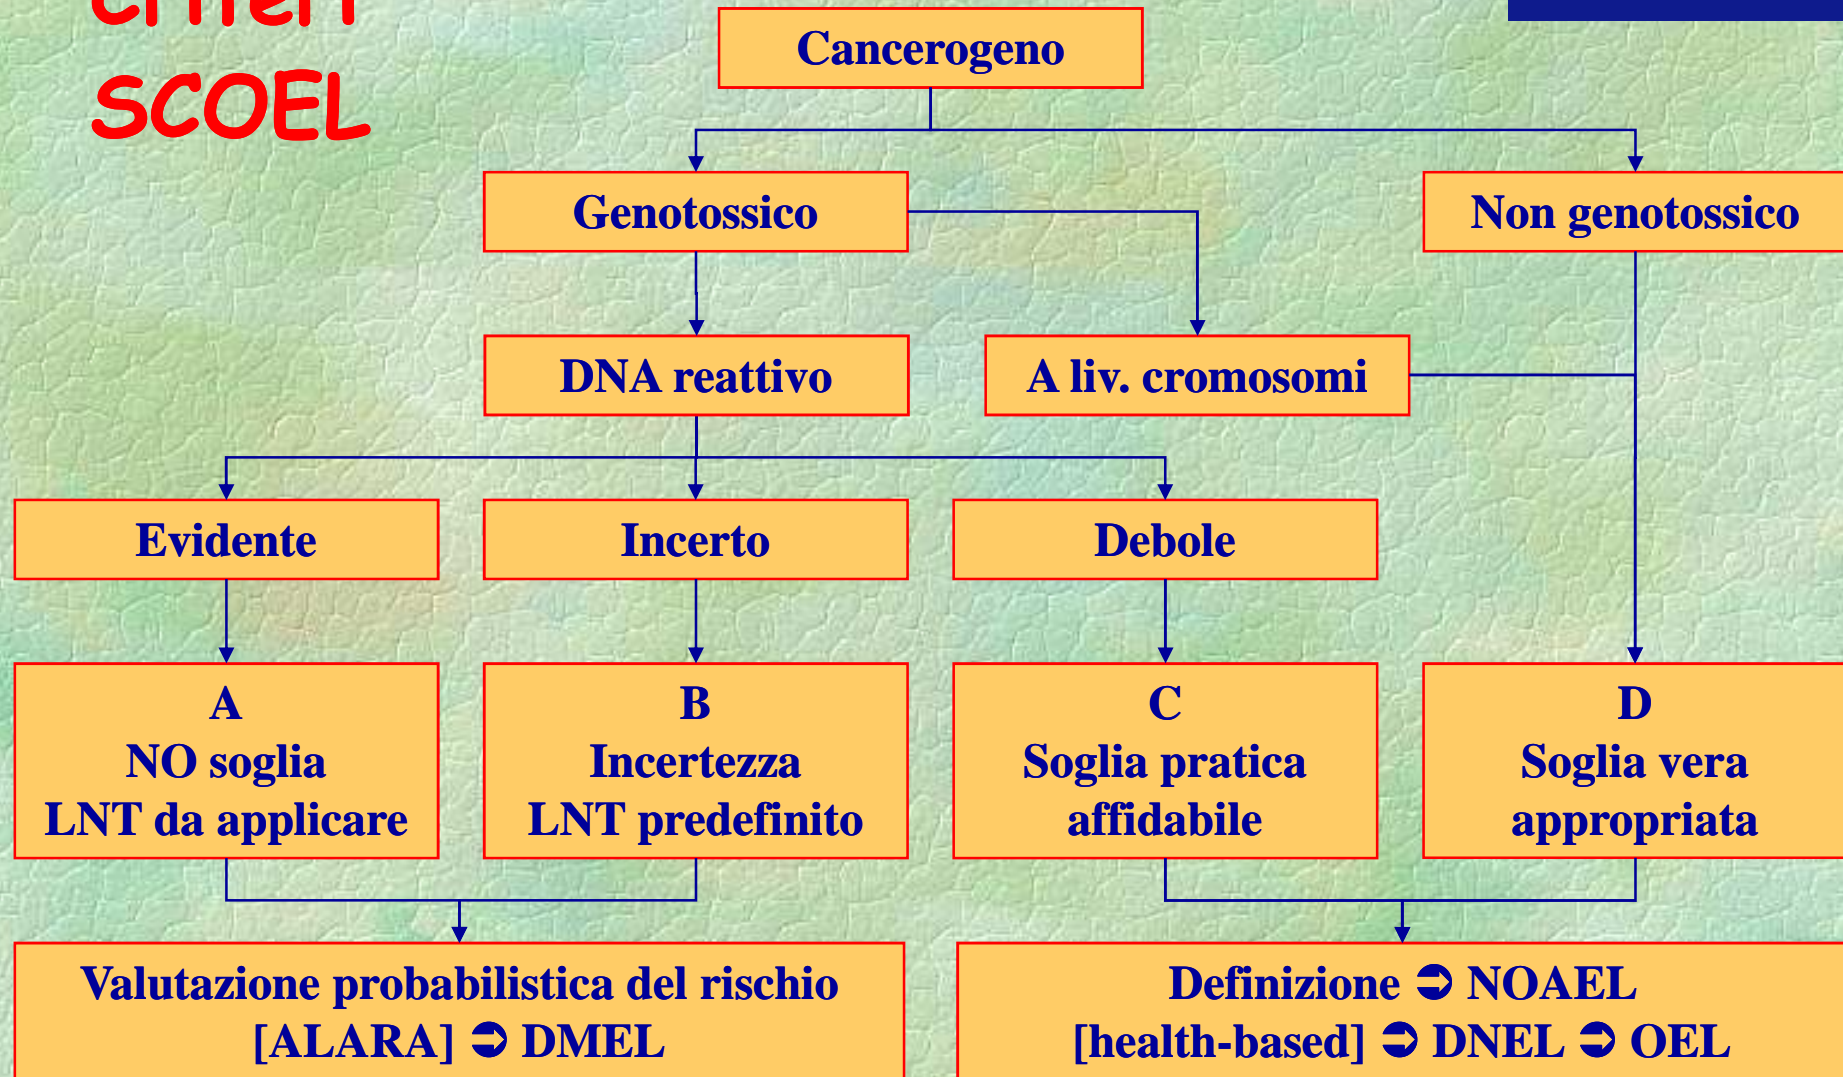 SCOEL
Cancerogeno
Genotossico
Non genotossico
DNA reattivo
A liv. cromosomi
Evidente
Incerto
Debole
A
NO soglia
LNT da applicare
B
Incertezza
LNT predefinito
C
Soglia pratica
affidabile
D
Soglia vera
appropriata
Valutazione probabilistica del rischio
[ALARA] ➲ DMEL
Definizione ➲ NOAEL
[health-based] ➲ DNEL ➲ OEL